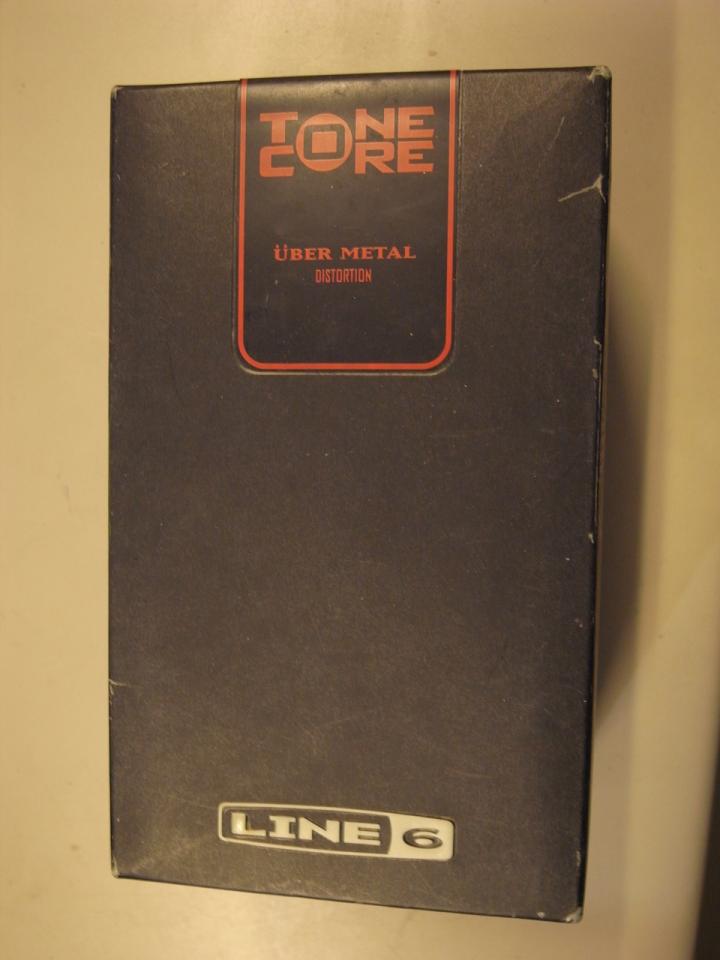 TONE
CORE
ÜBER METAL
DISTORTION
LINE 6